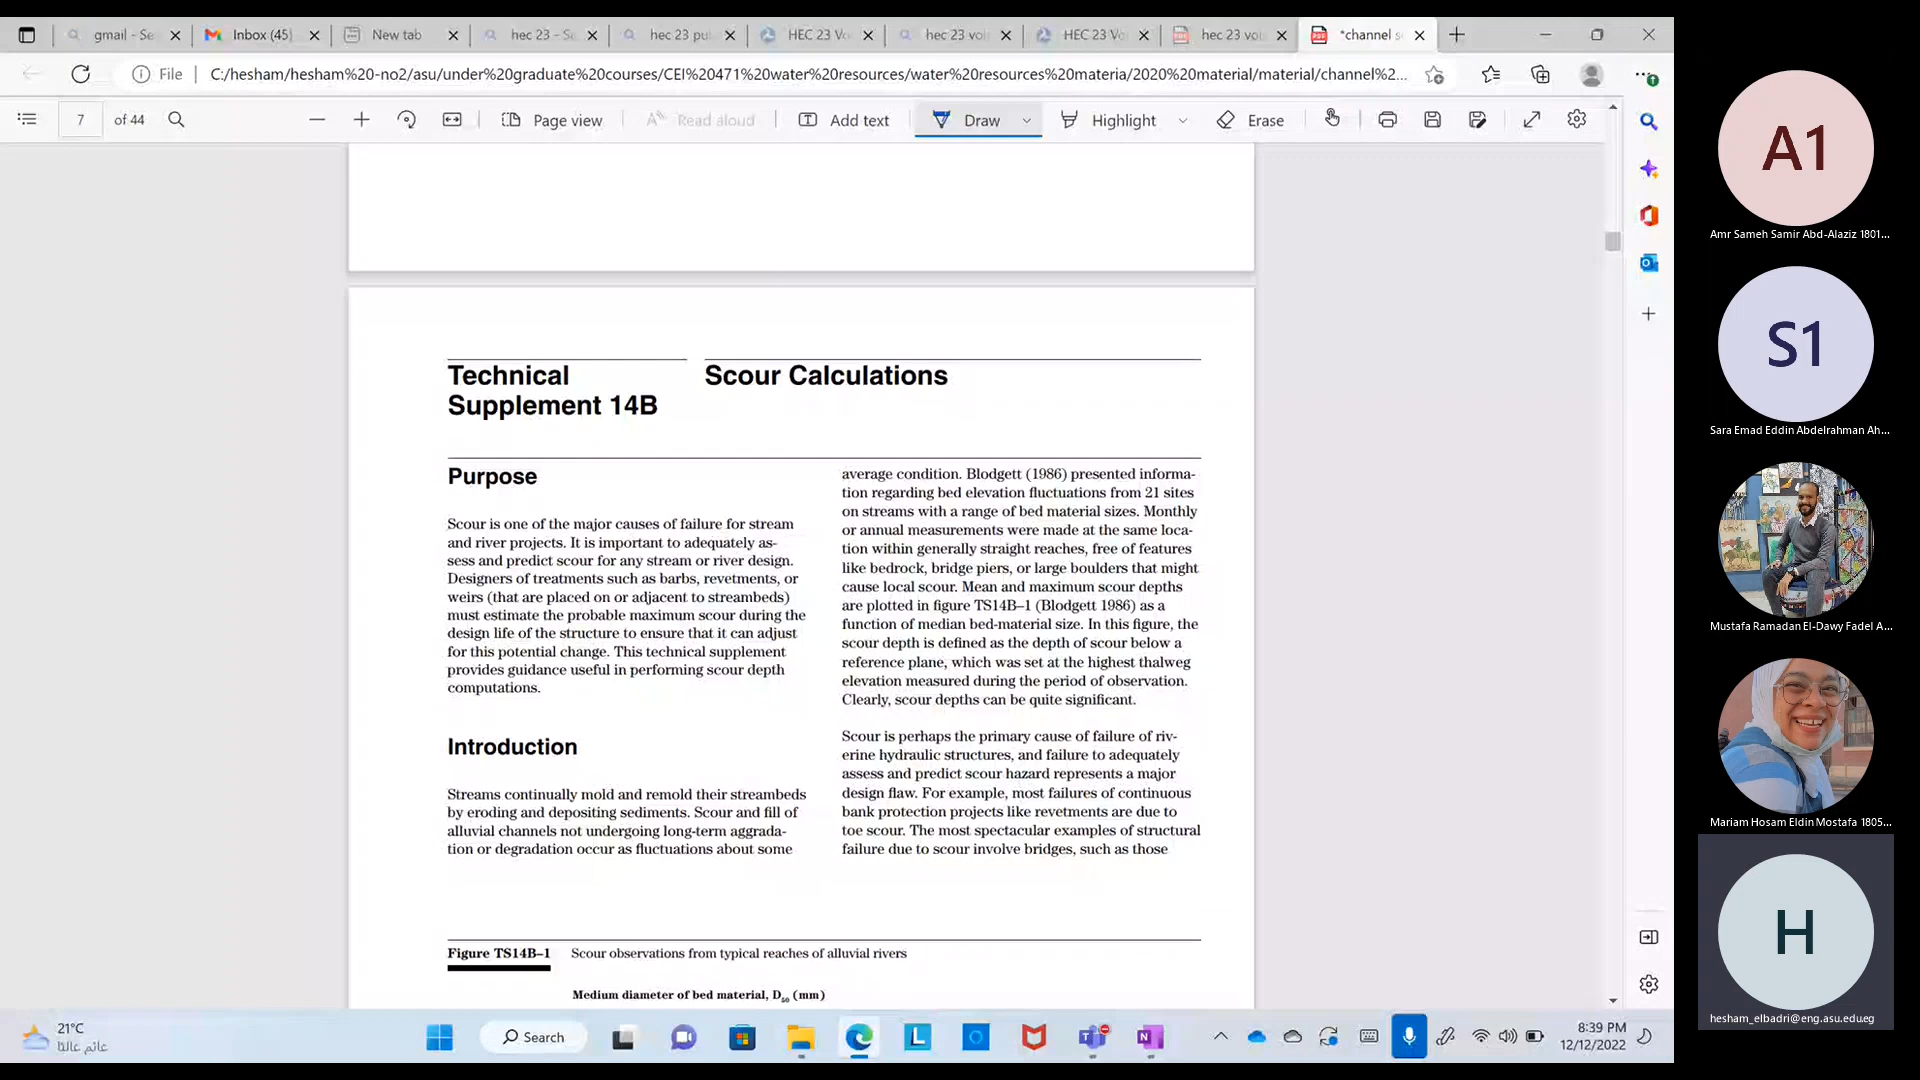 gmail - Se
Inbox (45)
New tab
hec 23 - Se
hec 23 pu
HEC 23 Vo
hec 23 vol
HEC 23 Vo
hec 23 vol
*channel s
File
C:/hesham/hesham%20-no2/asu/under%20graduate%20courses/CEI%20471%20water%20resources/water%20resources%20materia/2020%20material/material/channel%2...
7 of 44
Page view
Read aloud
Add text
Draw
Highlight
Erase
Technical
Supplement 14B
Scour Calculations
Purpose
Scour is one of the major causes of failure for stream
and river projects. It is important to adequately as-
sess and predict scour for any stream or river design.
Designers of treatments such as barbs, revetments, or
weirs (that are placed on or adjacent to streambeds)
must estimate the probable maximum scour during the
design life of the structure to ensure that it can adjust
for this potential change. This technical supplement
provides guidance useful in performing scour depth
computations.
Introduction
Streams continually mold and remold their streambeds
by eroding and depositing sediments. Scour and fill of
alluvial channels not undergoing long-term aggrada-
tion or degradation occur as fluctuations about some
average condition. Blodgett (1986) presented informa-
tion regarding bed elevation fluctuations from 21 sites
on streams with a range of bed material sizes. Monthly
or annual measurements were made at the same loca-
tion within generally straight reaches, free of features
like bedrock, bridge piers, or large boulders that might
cause local scour. Mean and maximum scour depths
are plotted in figure TS14B–1 (Blodgett 1986) as a
function of median bed-material size. In this figure, the
scour depth is defined as the depth of scour below a
reference plane, which was set at the highest thalweg
elevation measured during the period of observation.
Clearly, scour depths can be quite significant.
Scour is perhaps the primary cause of failure of riv-
erine hydraulic structures, and failure to adequately
assess and predict scour hazard represents a major
design flaw. For example, most failures of continuous
bank protection projects like revetments are due to
toe scour. The most spectacular examples of structural
failure due to scour involve bridges, such as those
Figure TS14B–1 Scour observations from typical reaches of alluvial rivers
Medium diameter of bed material, D50 (mm)
21°C
غائم غالبًا
Search
8:39 PM
12/12/2022
A1
Amr Sameh Samir Abd-Alaziz 1801...
S1
Sara Emad Eddin Abdelrahman Ah...
Mustafa Ramadan El-Dawy Fadel A...
Mariam Hosam Eldin Mostafa 1805...
H
hesham_elbadri@eng.asu.edu.eg